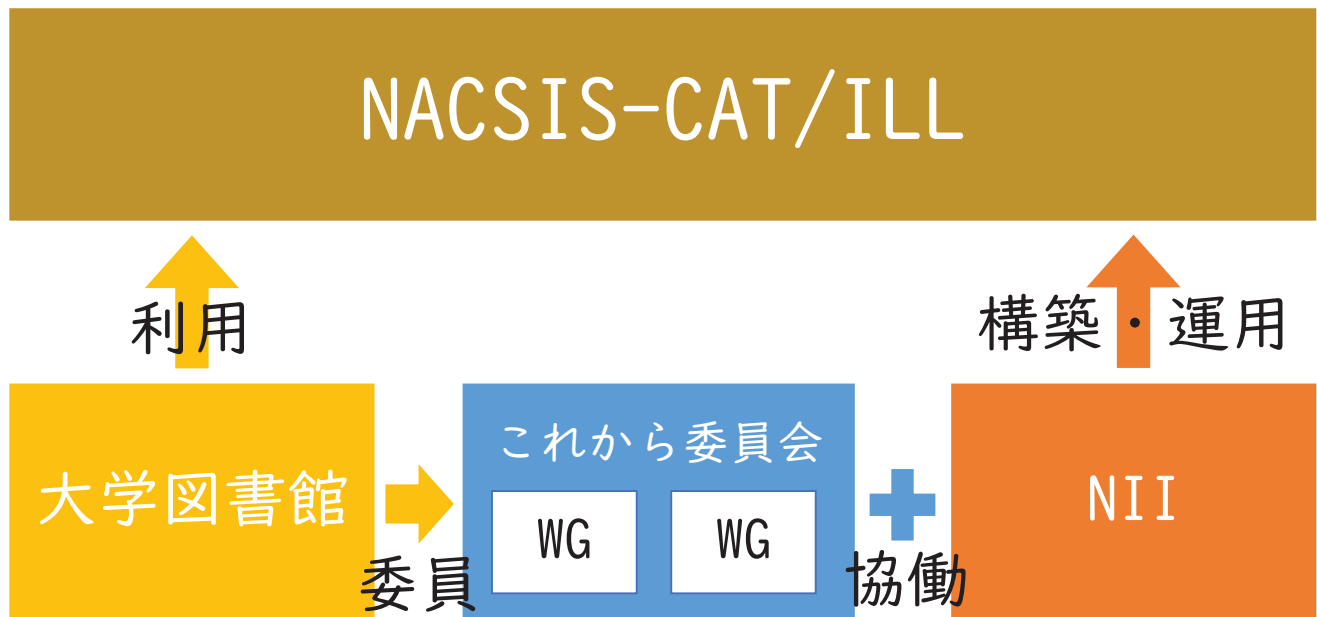 NACSIS-CAT/ILL
利用
構築・運用
大学図書館
委員
これから委員会
WG
WG
協働
NII